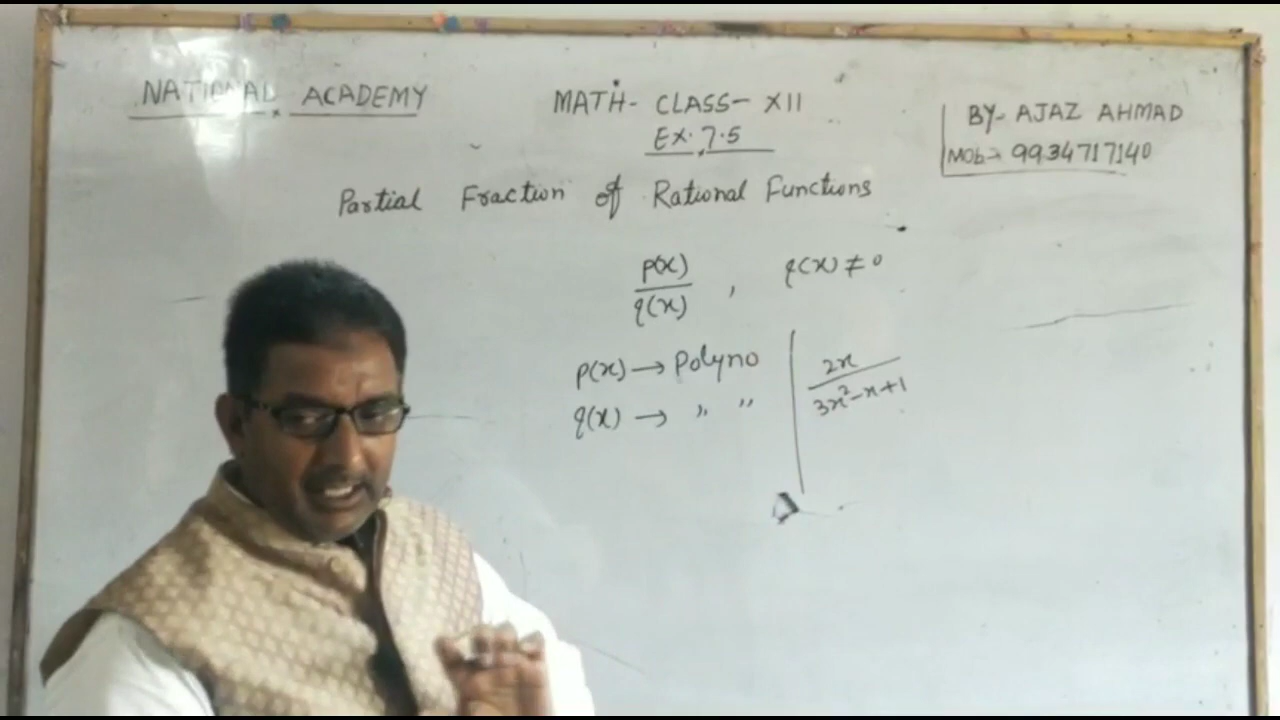 NATIONAL ACADEMY
MATH- CLASS- XII
EX. 7.5
BY- AJAZ AHMAD
MOb→ 9934717140
Partial Fraction of Rational Functions
p(x)/q(x) , q(x) ≠ 0
p(x) → Polyno
q(x) → " "
2x/3x²-x+1